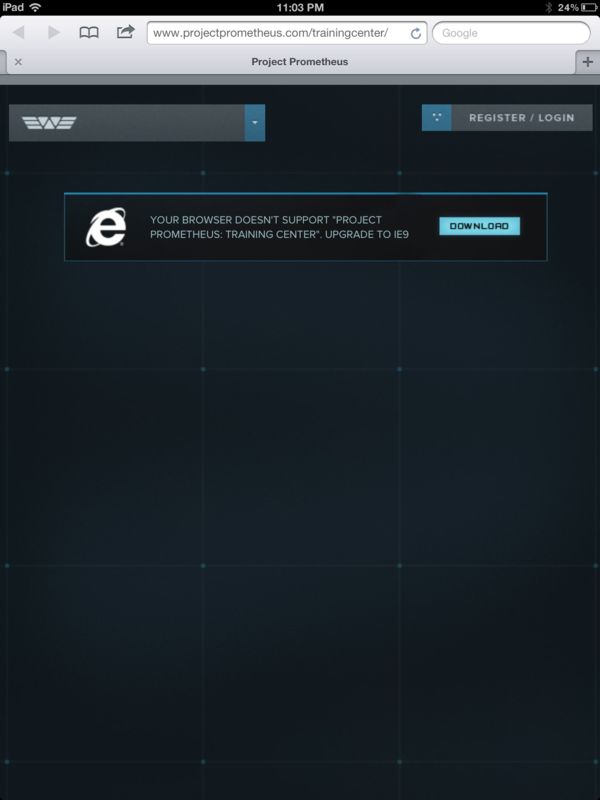 iPad 11:03 PM 24%
www.projectprometheus.com/trainingcenter/ Google
Project Prometheus
W REGISTER / LOGIN
YOUR BROWSER DOESN'T SUPPORT "PROJECT
PROMETHEUS: TRAINING CENTER". UPGRADE TO IE9
DOWNLOAD